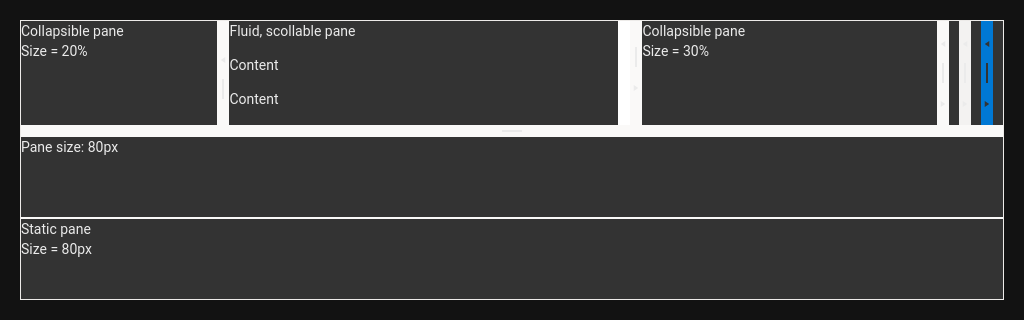 Collapsible pane
Size = 20%
Fluid, scollable pane
Content
Content
Collapsible pane
Size = 30%
Pane size: 80px
Static pane
Size = 80px